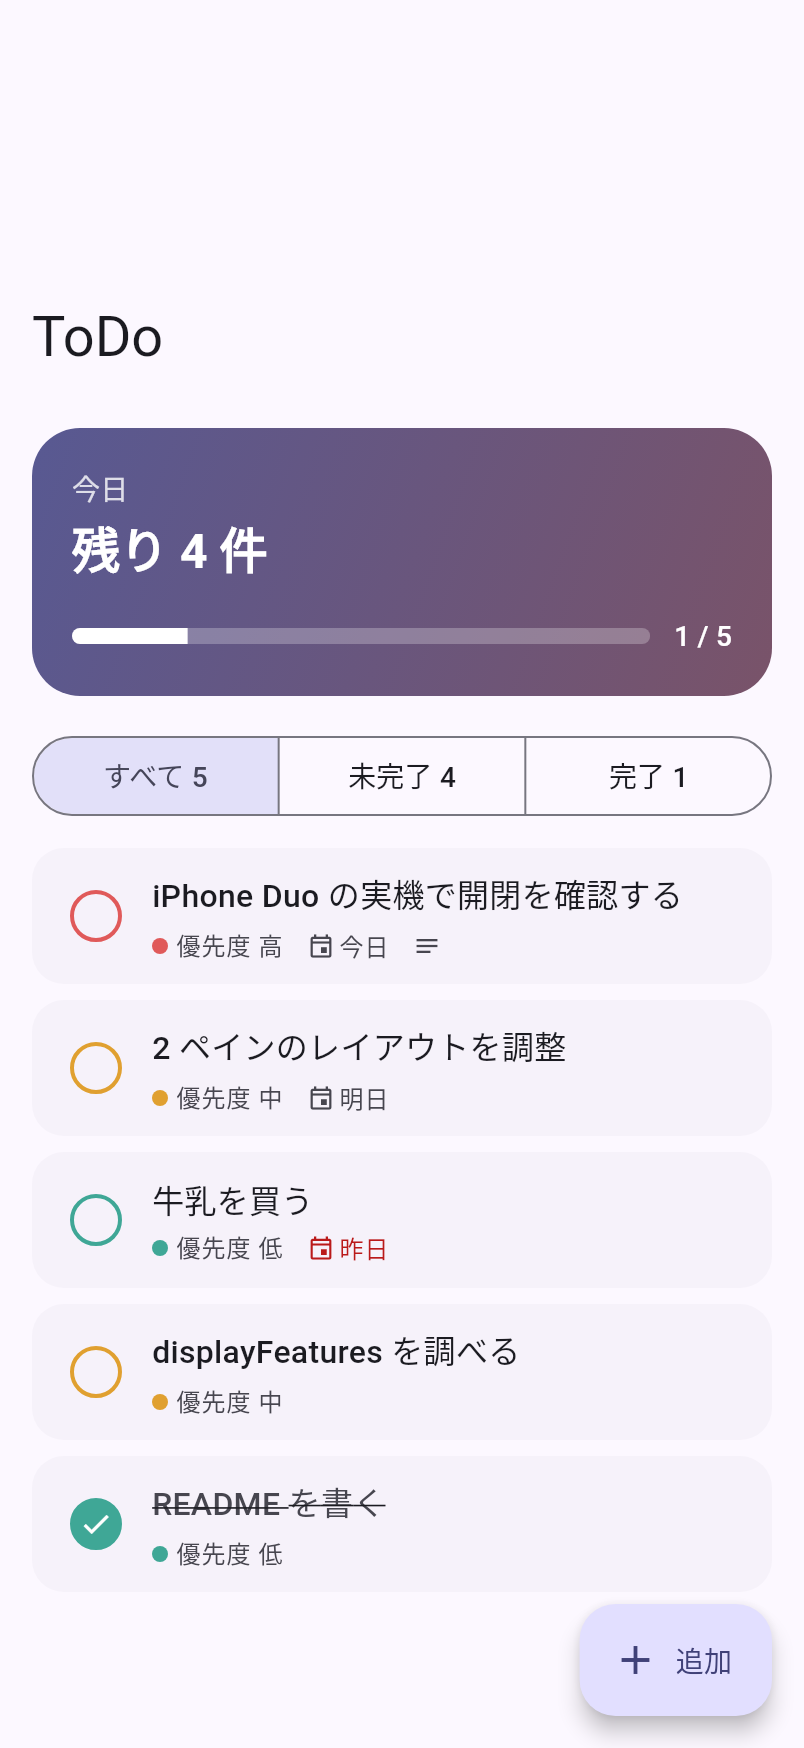 ToDo
今日
残り 4 件
1 / 5
すべて 5
未完了 4
完了 1
iPhone Duo の実機で開閉を確認する
優先度 高 今日
2 ペインのレイアウトを調整
優先度 中 明日
牛乳を買う
優先度 低 昨日
displayFeatures を調べる
優先度 中
README を書く
優先度 低
追加